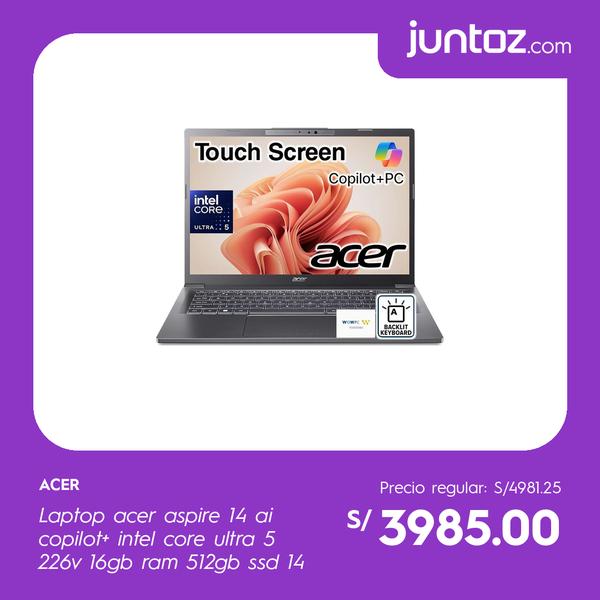 juntoz.com
Touch Screen
Copilot+PC
intel
CORE
ULTRA 5
acer
acer
A
BACKLIT
KEYBOARD
ACER
Laptop acer aspire 14 ai
copilot+ intel core ultra 5
226v 16gb ram 512gb ssd 14
Precio regular: S/4981.25
S/ 3985.00